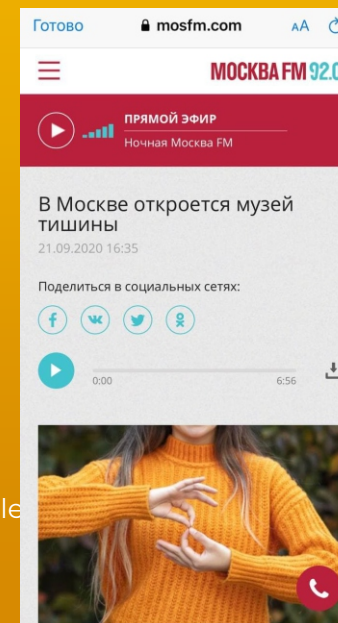 Готово
mosfm.com
AA
МОСКВА FM 92.0
ПРЯМОЙ ЭФИР
Ночная Москва FM
В Москве откроется музей
тишины
21.09.2020 16:35
Поделиться в социальных сетях:
0:00
6:56
le